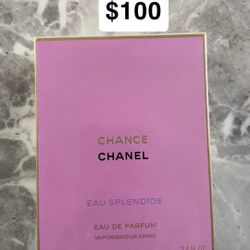 $100
CHANCE
CHANEL
EAU SPLENDIDE
EAU DE PARFUM
VAPORISATEUR SPRAY